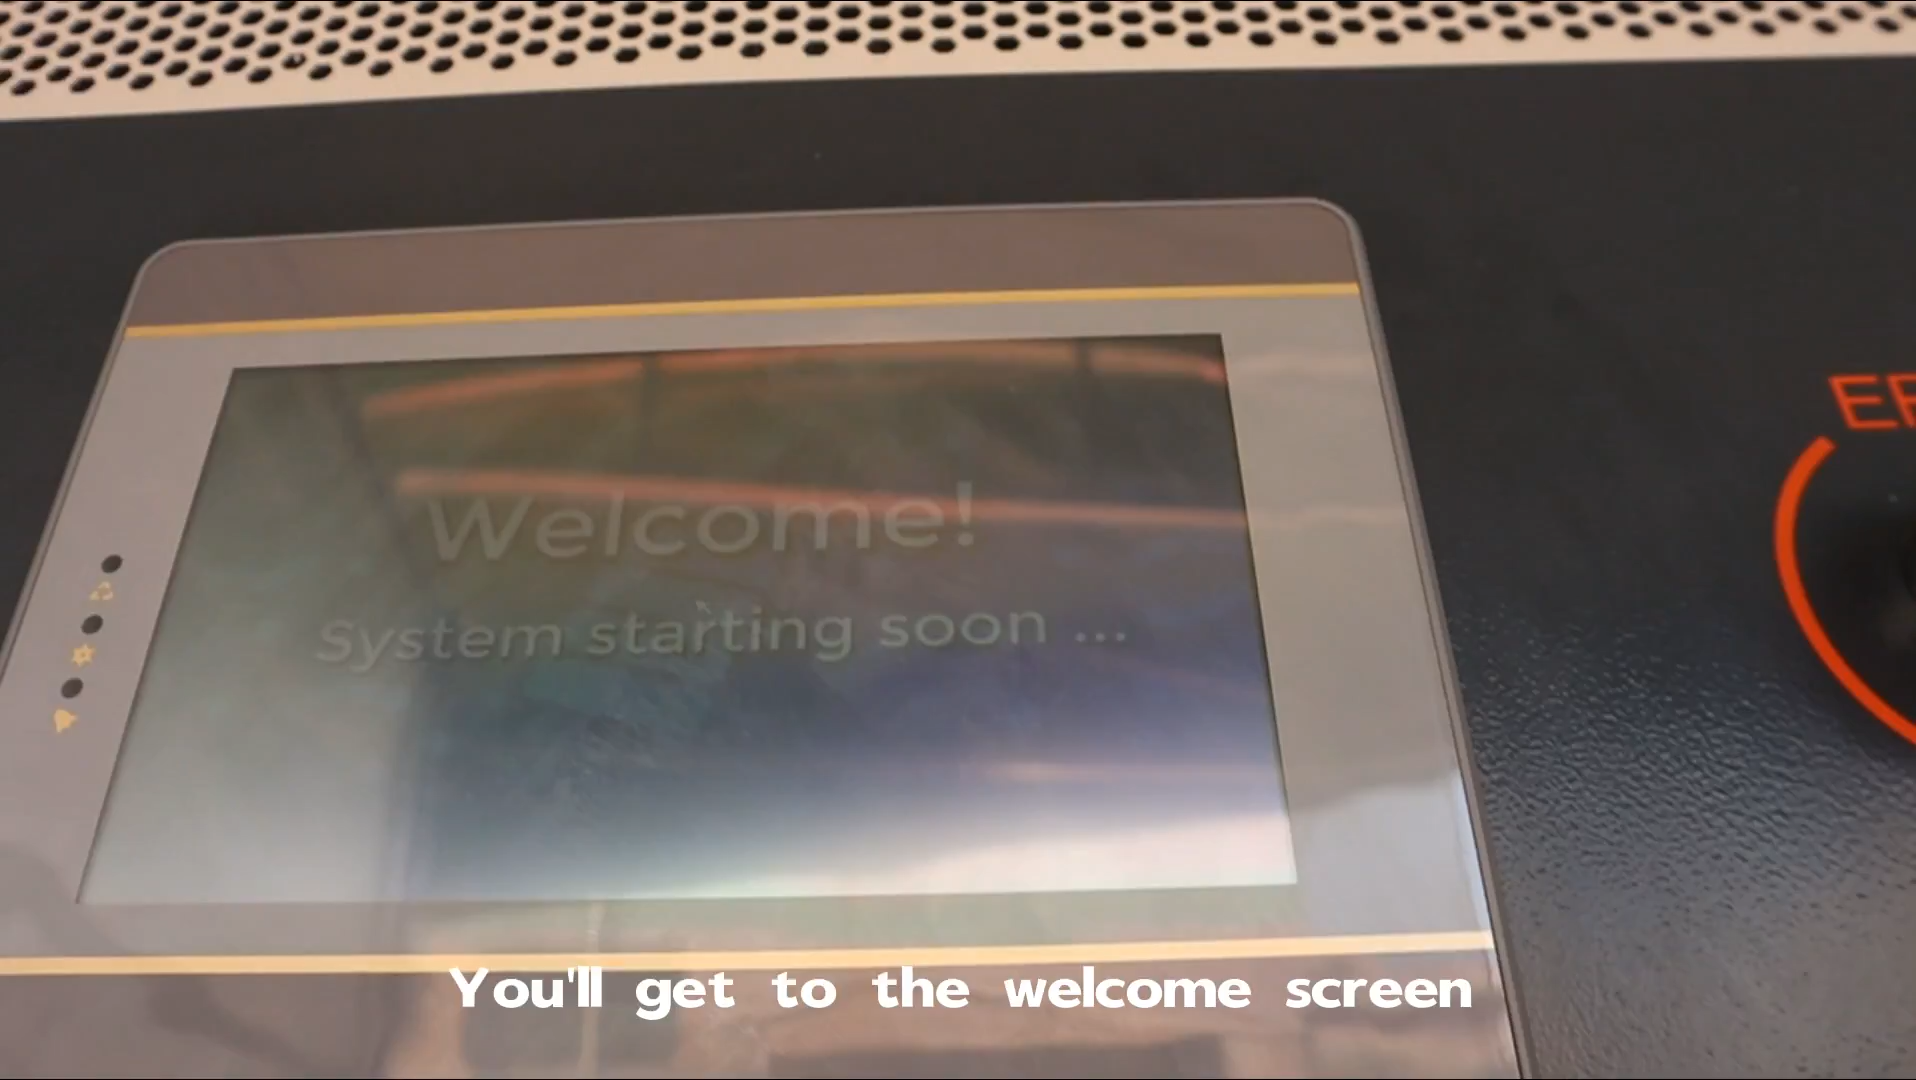 Welcome!
System starting soon ...
You'll get to the welcome screen